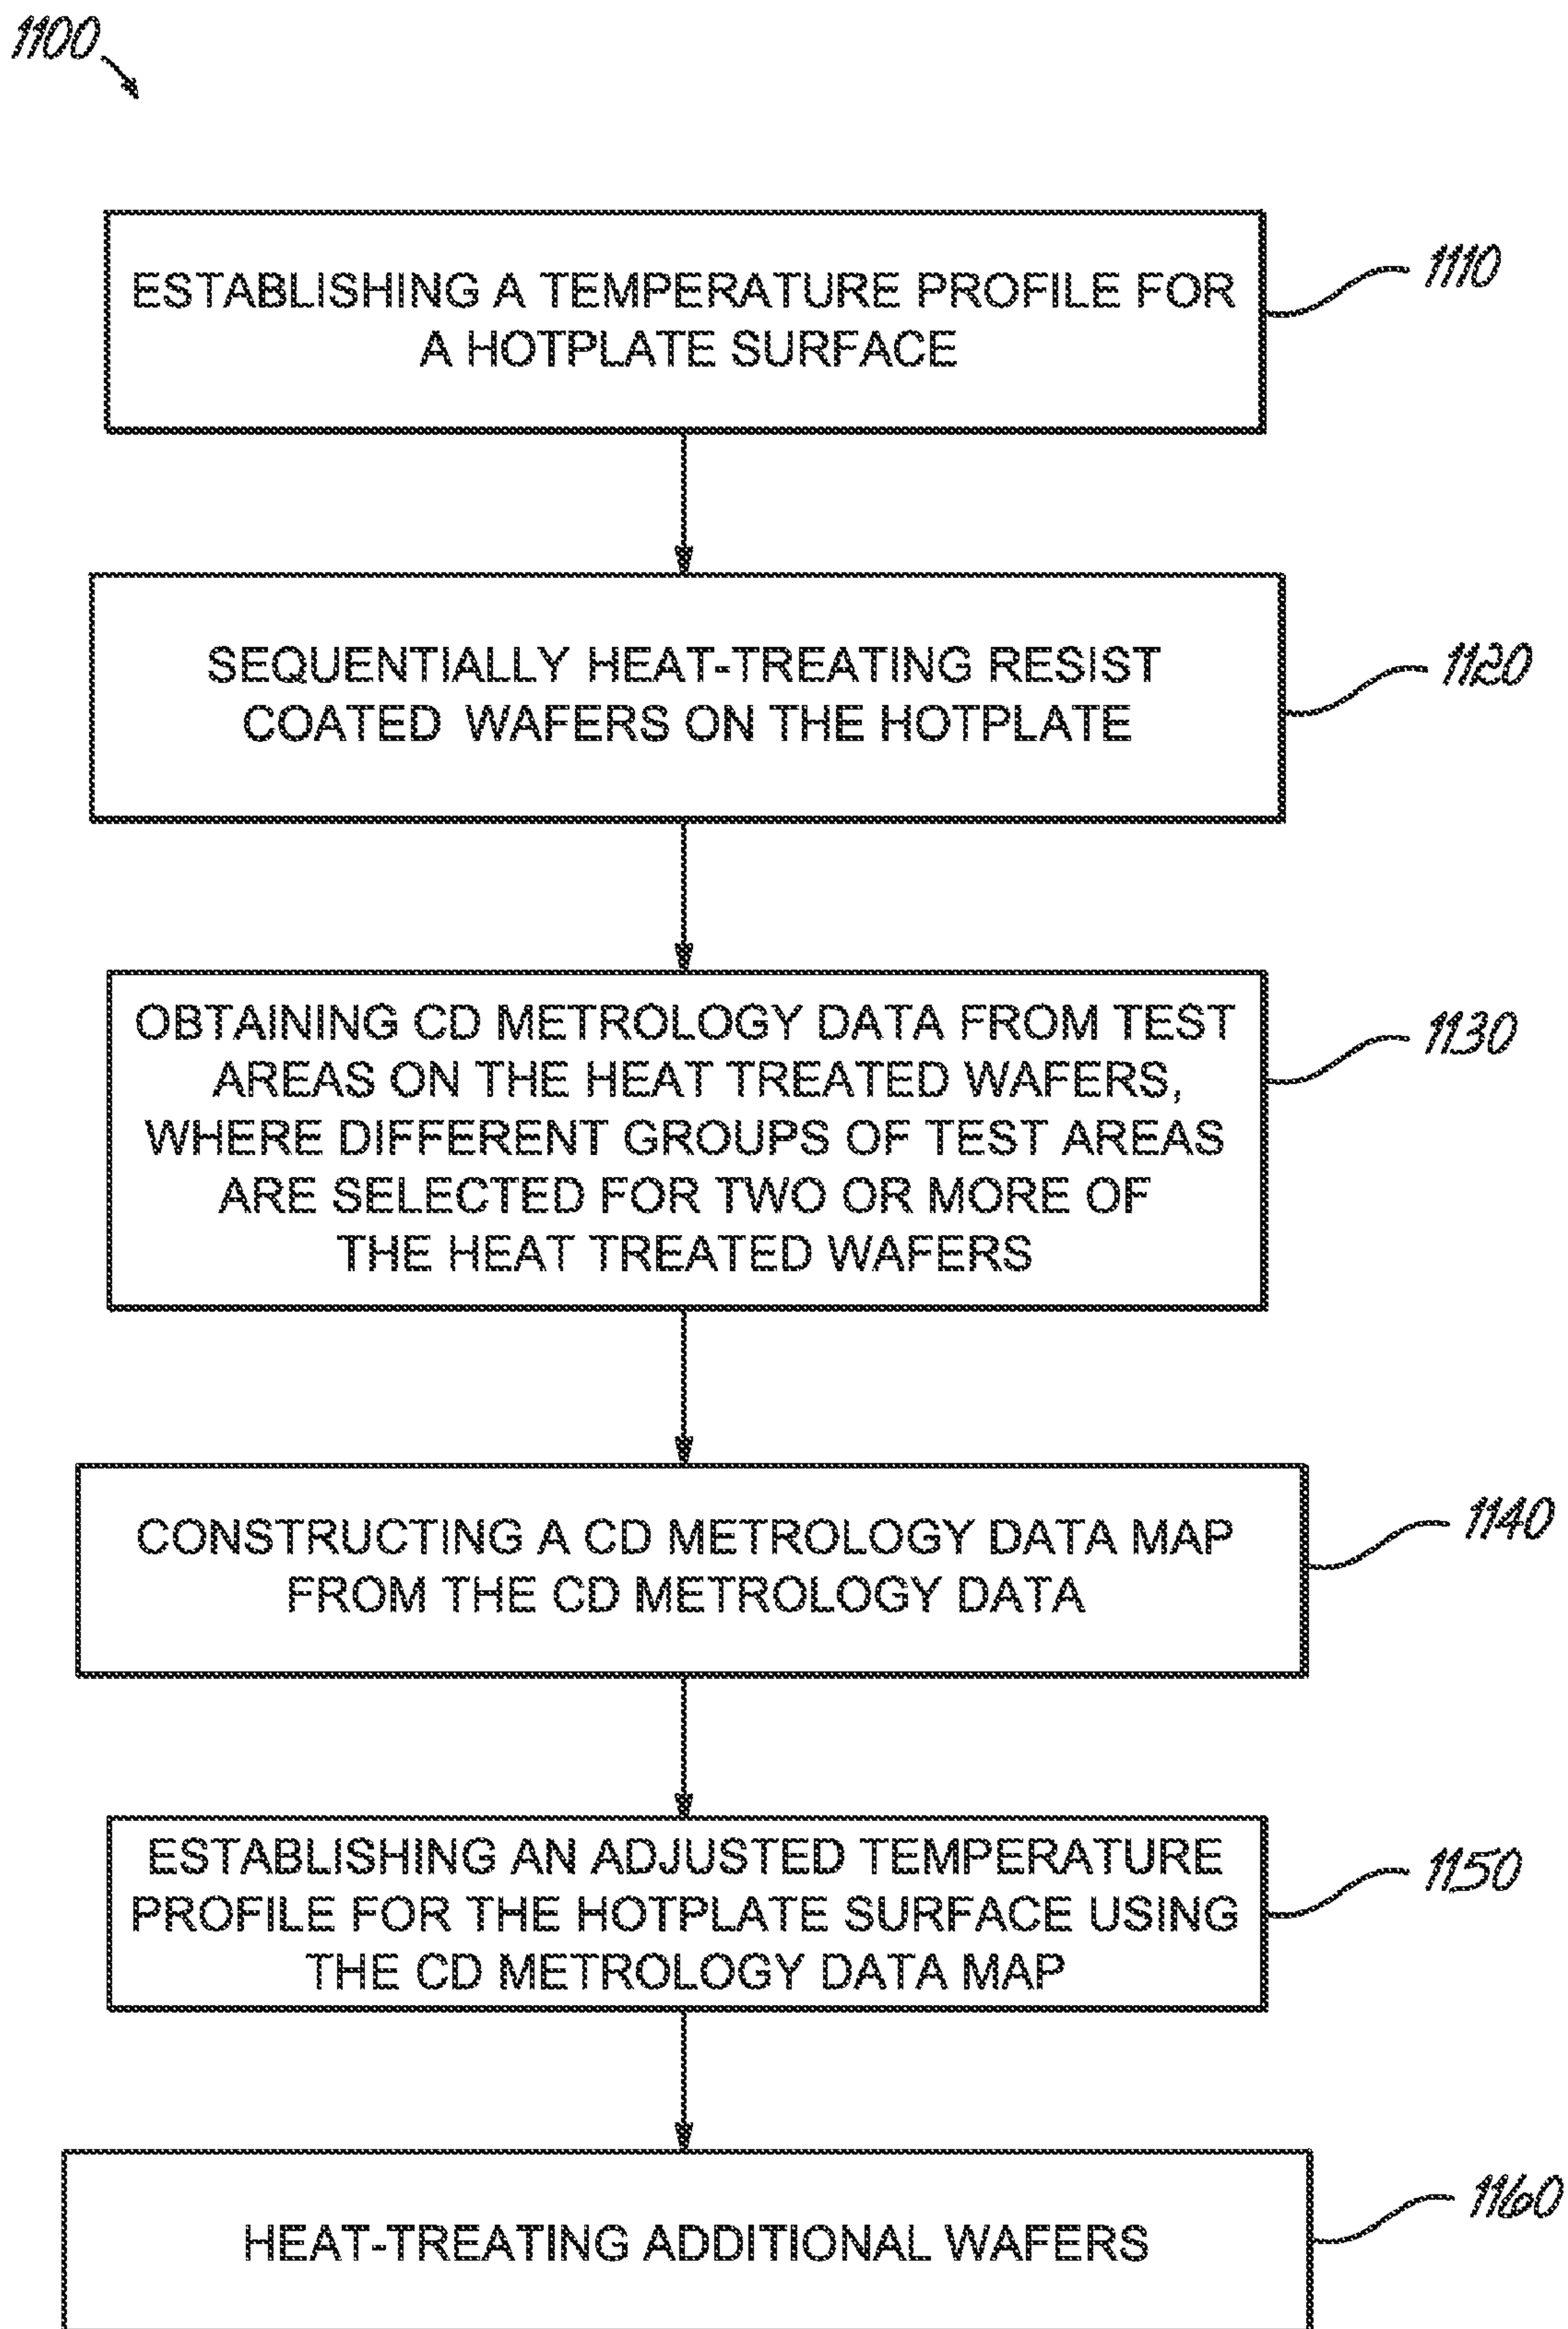 1100
ESTABLISHING A TEMPERATURE PROFILE FOR
A HOTPLATE SURFACE
1110
SEQUENTIALLY HEAT-TREATING RESIST
COATED WAFERS ON THE HOTPLATE
1120
OBTAINING CD METROLOGY DATA FROM TEST
AREAS ON THE HEAT TREATED WAFERS,
WHERE DIFFERENT GROUPS OF TEST AREAS
ARE SELECTED FOR TWO OR MORE OF
THE HEAT TREATED WAFERS
1130
CONSTRUCTING A CD METROLOGY DATA MAP
FROM THE CD METROLOGY DATA
1140
ESTABLISHING AN ADJUSTED TEMPERATURE
PROFILE FOR THE HOTPLATE SURFACE USING
THE CD METROLOGY DATA MAP
1150
HEAT-TREATING ADDITIONAL WAFERS
1160